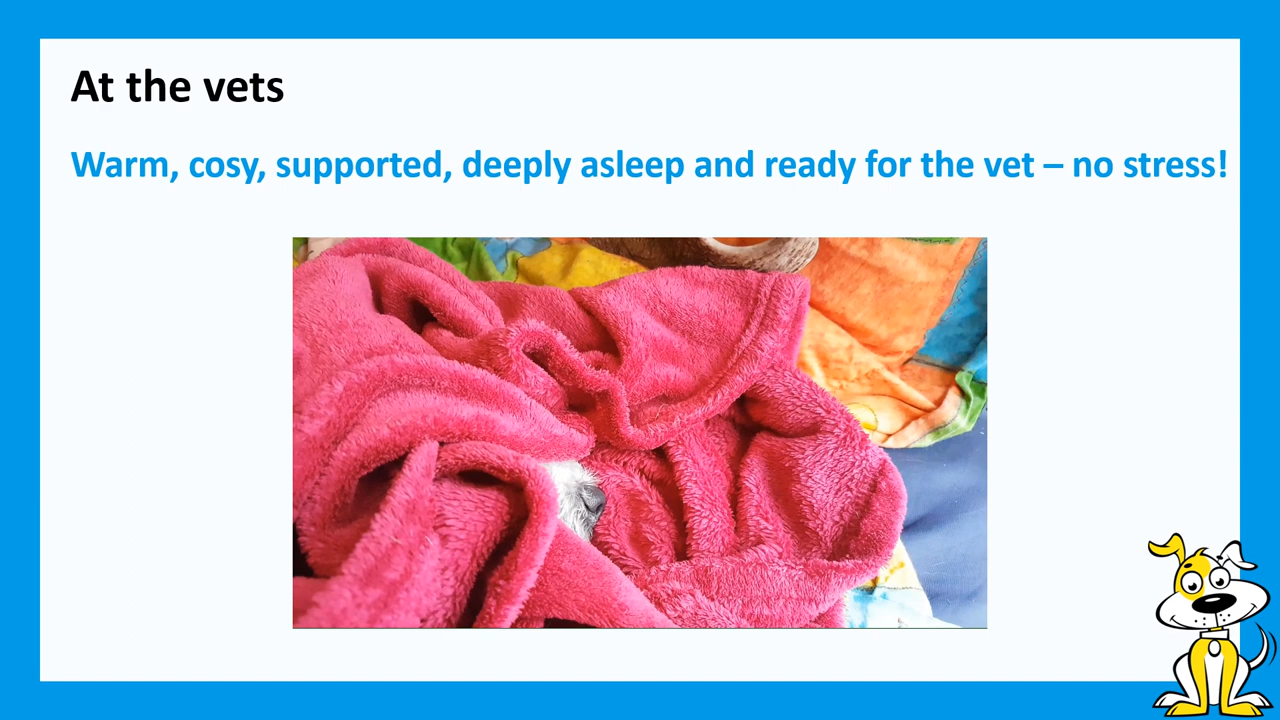 At the vets
Warm, cosy, supported, deeply asleep and ready for the vet – no stress!